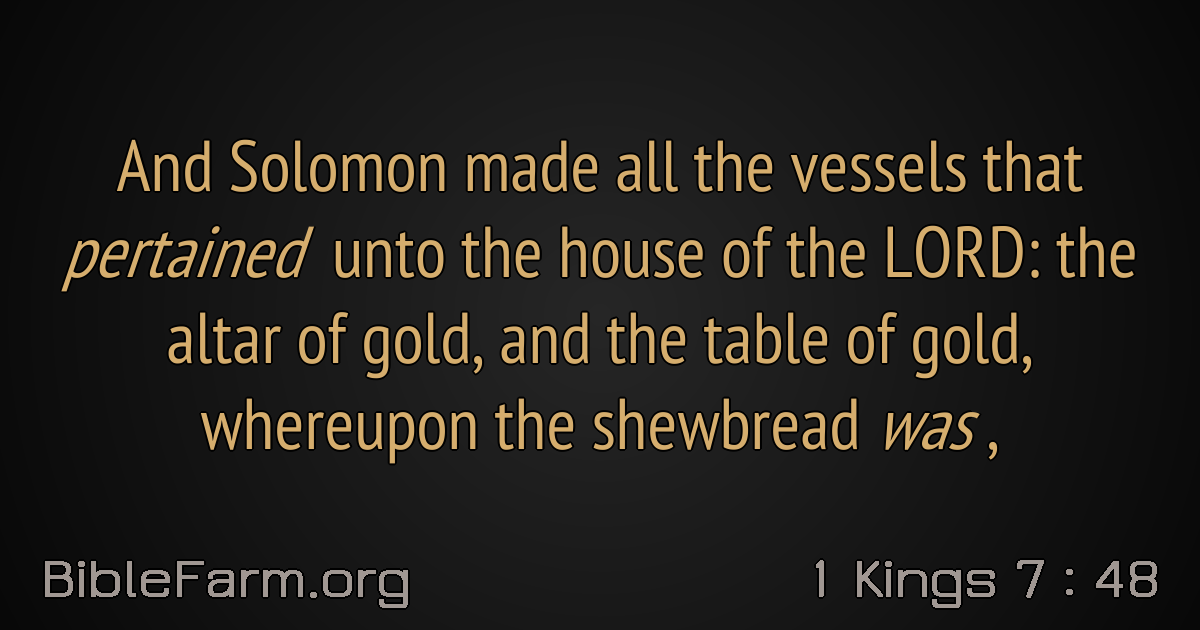 And Solomon made all the vessels that
pertained unto the house of the LORD: the
altar of gold, and the table of gold,
whereupon the shewbread was ,
BibleFarm.org
1 Kings 7 : 48